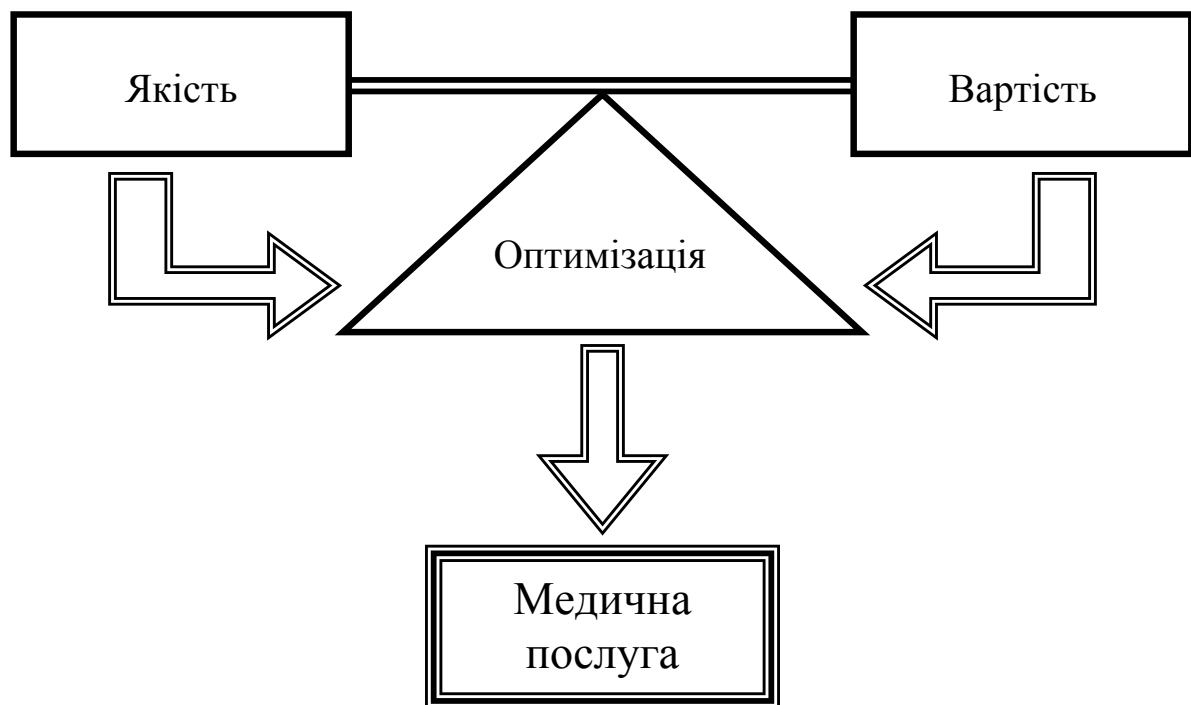 Якість
Вартість
Оптимізація
Медична
послуга